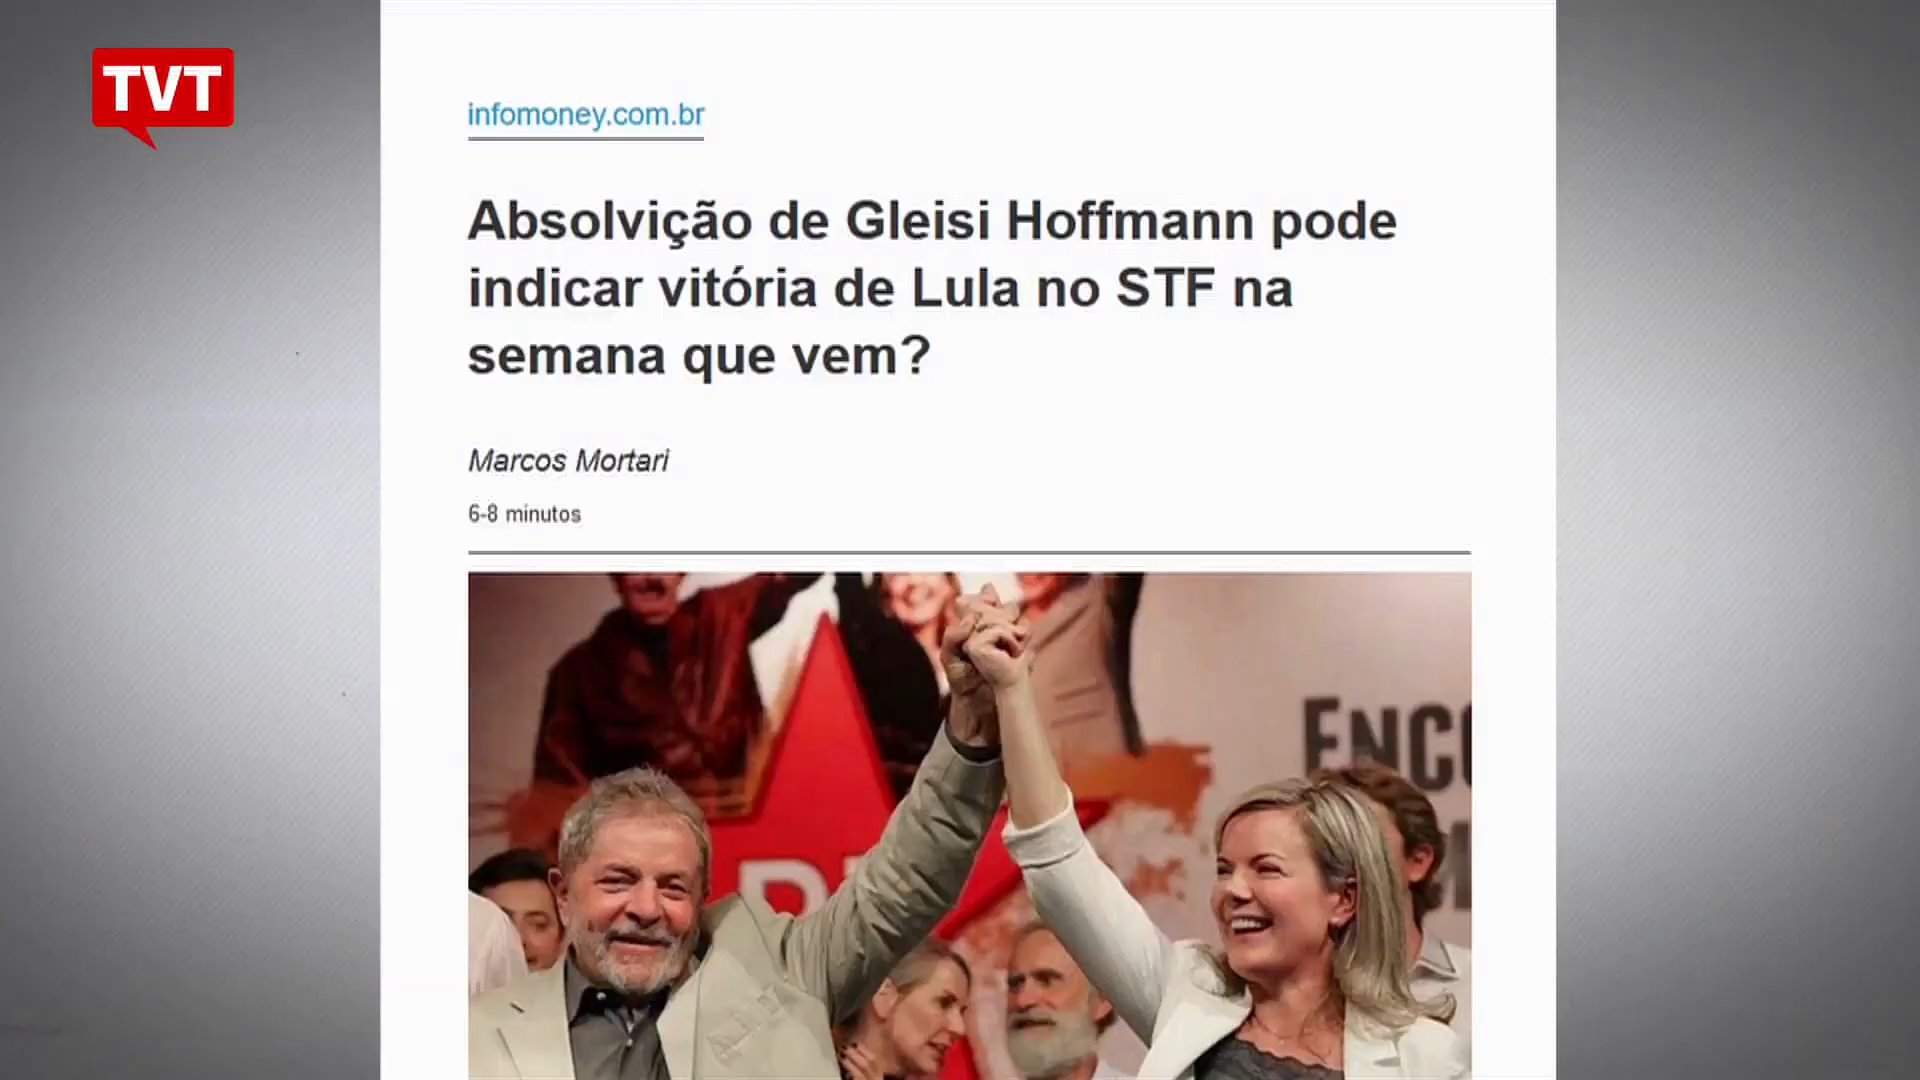 TVT
infomoney.com.br
Absolvição de Gleisi Hoffmann pode
indicar vitória de Lula no STF na
semana que vem?
Marcos Mortari
6-8 minutos
ENCO